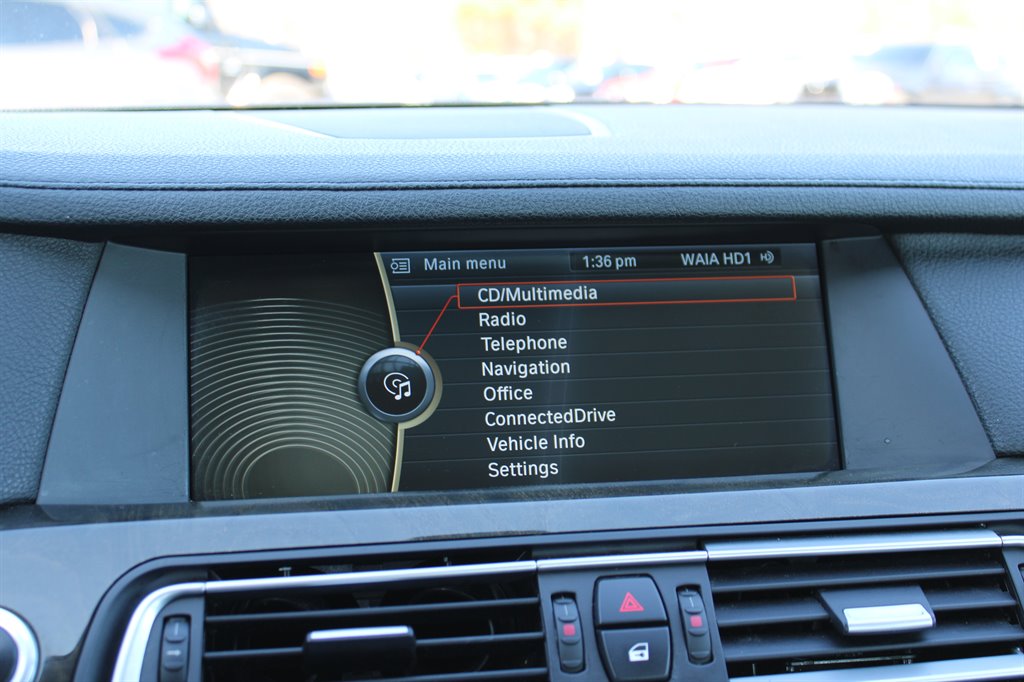 Main menu 1:36 pm WAIA HD1
CD/Multimedia
Radio
Telephone
Navigation
Office
ConnectedDrive
Vehicle Info
Settings